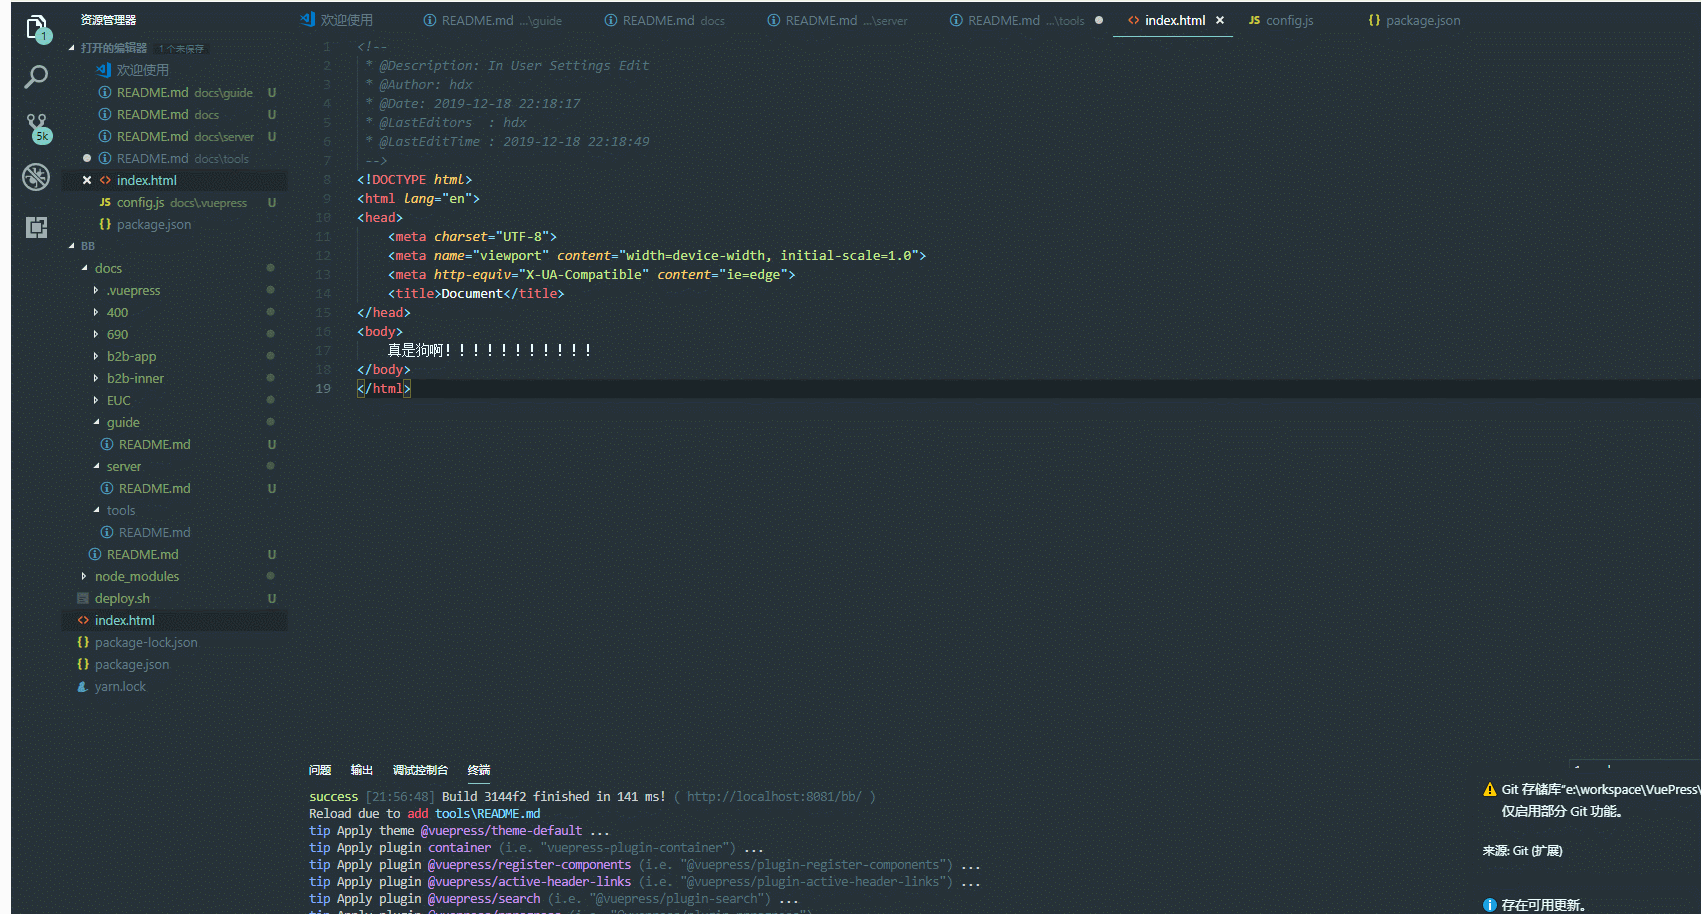 资源管理器
1
打开的编辑器 1 个未保存
欢迎使用
README.md docs\guide U
README.md docs U
README.md docs\server U
README.md docs\tools
index.html
JS config.js docs\.vuepress U
{} package.json
5k
BB
docs
.vuepress
400
690
b2b-app
b2b-inner
EUC
guide
README.md U
server
README.md U
tools
README.md
README.md U
node_modules
deploy.sh U
<> index.html
{} package-lock.json
{} package.json
yarn.lock
欢迎使用 README.md ...\guide README.md docs README.md ...\server README.md ...\tools <> index.html JS config.js {} package.json
1 <!--
2 * @Description: In User Settings Edit
3 * @Author: hdx
4 * @Date: 2019-12-18 22:18:17
5 * @LastEditors  : hdx
6 * @LastEditTime : 2019-12-18 22:18:49
7 -->
8 <!DOCTYPE html>
9 <html lang="en">
10 <head>
11 <meta charset="UTF-8">
12 <meta name="viewport" content="width=device-width, initial-scale=1.0">
13 <meta http-equiv="X-UA-Compatible" content="ie=edge">
14 <title>Document</title>
15 </head>
16 <body>
17 真是狗啊！！！！！！！！！！！
18 </body>
19 </html>
问题 输出 调试控制台 终端
success [21:56:48] Build 3144f2 finished in 141 ms! ( http://localhost:8081/bb/ )
Reload due to add tools\README.md
tip Apply theme @vuepress/theme-default ...
tip Apply plugin container (i.e. "vuepress-plugin-container") ...
tip Apply plugin @vuepress/register-components (i.e. "@vuepress/plugin-register-components") ...
tip Apply plugin @vuepress/active-header-links (i.e. "@vuepress/plugin-active-header-links") ...
tip Apply plugin @vuepress/search (i.e. "@vuepress/plugin-search") ...
Git 存储库“e:\workspace\VuePress\
仅启用部分 Git 功能。
来源: Git (扩展)
存在可用更新。